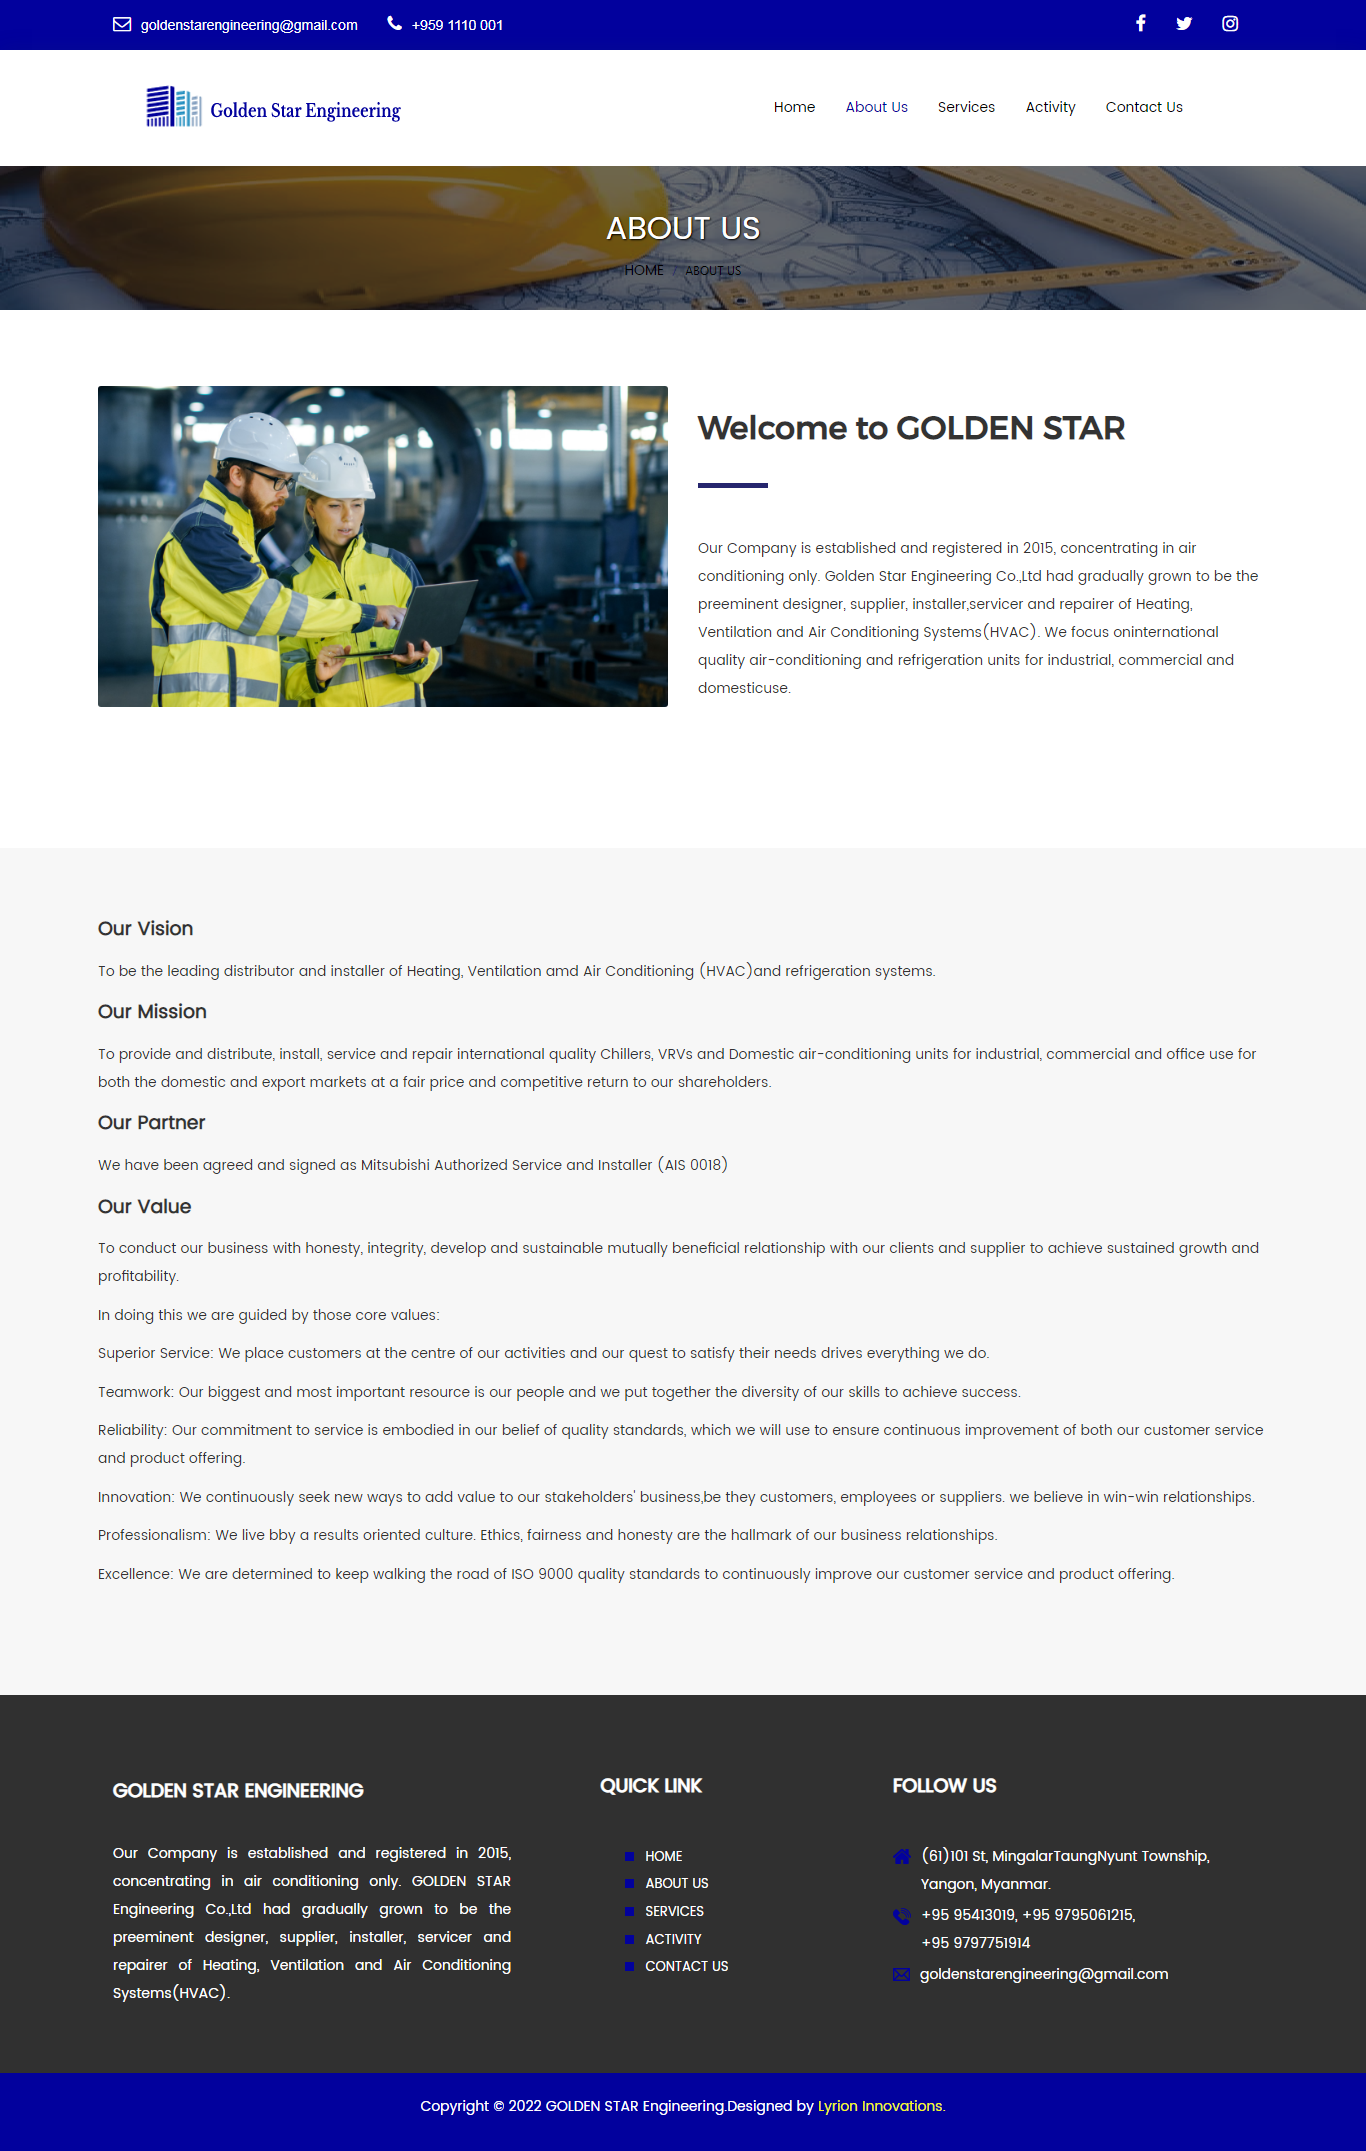 goldenstarengineering@gmail.com +959 1110 001
Golden Star Engineering
Home About Us Services Activity Contact Us
ABOUT US
HOME ABOUT US
Welcome to GOLDEN STAR
Our Company is established and registered in 2015, concentrating in air
conditioning only. Golden Star Engineering Co.,Ltd had gradually grown to be the
preeminent designer, supplier, installer,servicer and repairer of Heating,
Ventilation and Air Conditioning Systems(HVAC). We focus oninternational
quality air-conditioning and refrigeration units for industrial, commercial and
domesticuse.
Our Vision
To be the leading distributor and installer of Heating, Ventilation amd Air Conditioning (HVAC)and refrigeration systems.
Our Mission
To provide and distribute, install, service and repair international quality Chillers, VRVs and Domestic air-conditioning units for industrial, commercial and office use for
both the domestic and export markets at a fair price and competitive return to our shareholders.
Our Partner
We have been agreed and signed as Mitsubishi Authorized Service and Installer (AIS 0018)
Our Value
To conduct our business with honesty, integrity, develop and sustainable mutually beneficial relationship with our clients and supplier to achieve sustained growth and
profitability.
In doing this we are guided by those core values:
Superior Service: We place customers at the centre of our activities and our quest to satisfy their needs drives everything we do.
Teamwork: Our biggest and most important resource is our people and we put together the diversity of our skills to achieve success.
Reliability: Our commitment to service is embodied in our belief of quality standards, which we will use to ensure continuous improvement of both our customer service
and product offering.
Innovation: We continuously seek new ways to add value to our stakeholders' business,be they customers, employees or suppliers. we believe in win-win relationships.
Professionalism: We live bby a results oriented culture. Ethics, fairness and honesty are the hallmark of our business relationships.
Excellence: We are determined to keep walking the road of ISO 9000 quality standards to continuously improve our customer service and product offering.
GOLDEN STAR ENGINEERING
Our Company is established and registered in 2015,
concentrating in air conditioning only. GOLDEN STAR
Engineering Co.,Ltd had gradually grown to be the
preeminent designer, supplier, installer, servicer and
repairer of Heating, Ventilation and Air Conditioning
Systems(HVAC).
QUICK LINK
HOME
ABOUT US
SERVICES
ACTIVITY
CONTACT US
FOLLOW US
(61)101 St, MingalarTaungNyunt Township,
Yangon, Myanmar.
+95 95413019, +95 9795061215,
+95 9797751914
goldenstarengineering@gmail.com
Copyright © 2022 GOLDEN STAR Engineering.Designed by Lyrion Innovations.